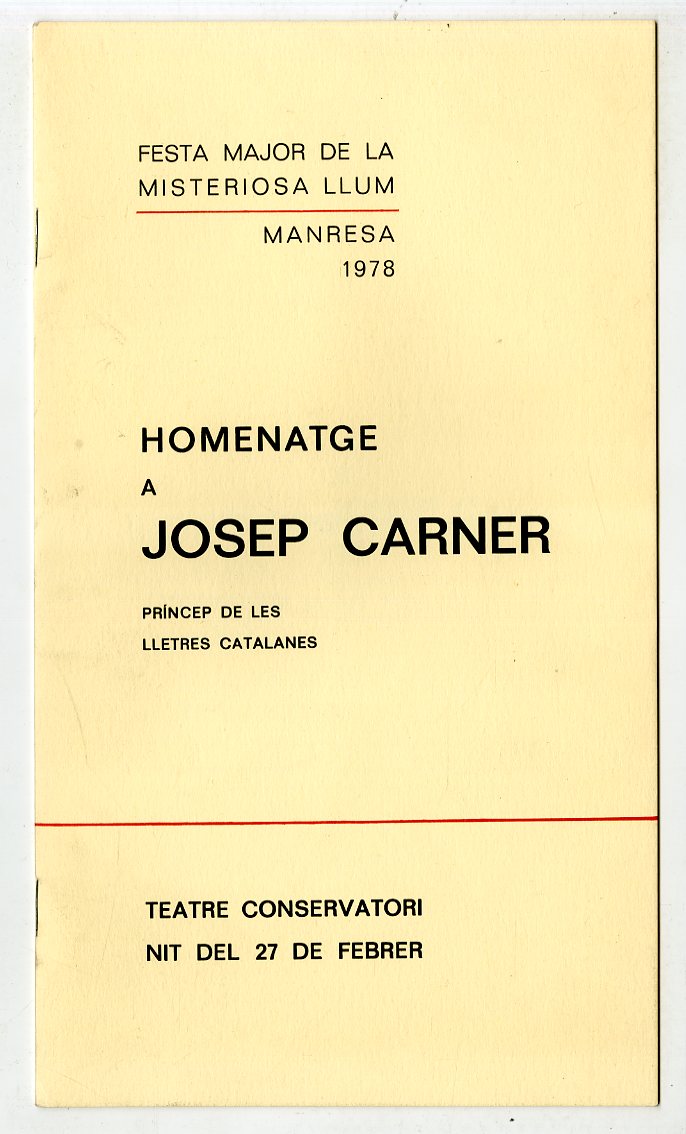 FESTA MAJOR DE LA
MISTERIOSA LLUM
MANRESA
1978
HOMENATGE
A
JOSEP CARNER
PRÍNCEP DE LES
LLETRES CATALANES
TEATRE CONSERVATORI
NIT DEL 27 DE FEBRER